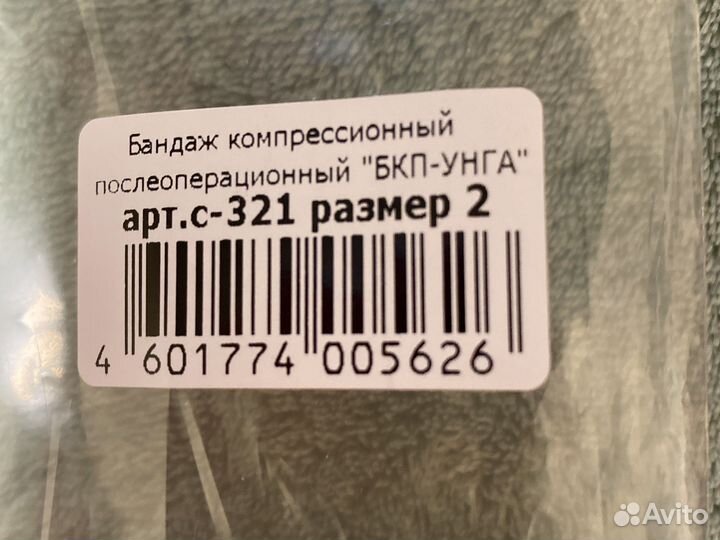 Бандаж компрессионный
послеоперационный "БКП-УНГА"
арт.с-321 размер 2
4 601774 005626
Avito